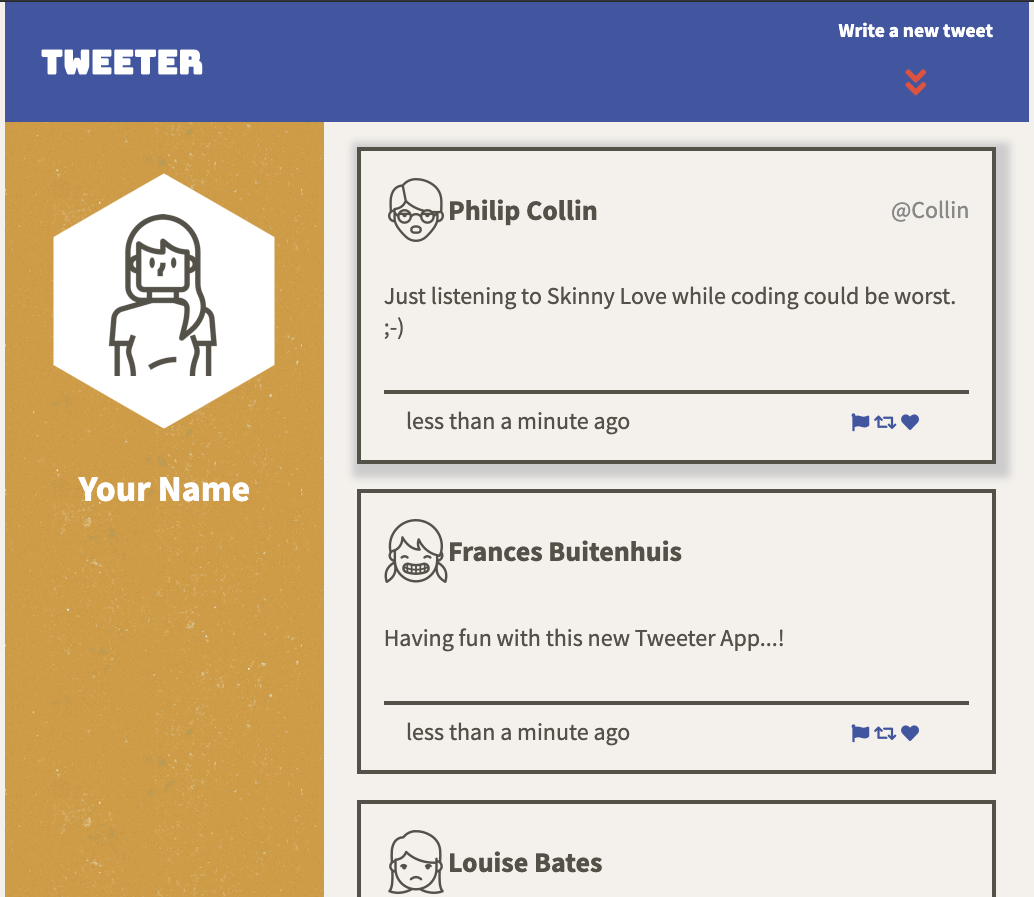 Write a new tweet
TWEETER
Your Name
Philip Collin
@Collin
Just listening to Skinny Love while coding could be worst.
;-)
less than a minute ago
Frances Buitenhuis
Having fun with this new Tweeter App...!
less than a minute ago
Louise Bates